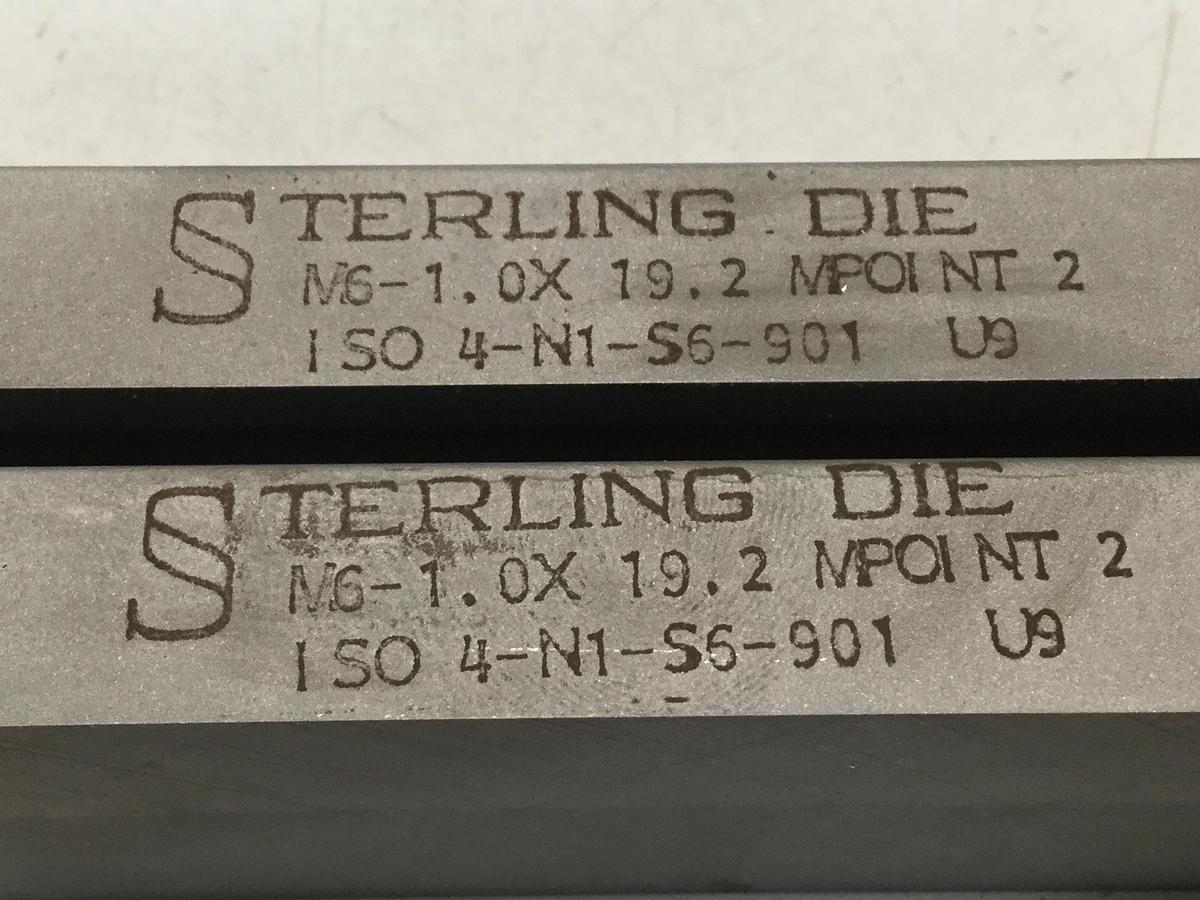 STERLING DIE
M6-1.0X 19.2 MPOINT 2
ISO 4-N1-S6-901 U9
STERLING DIE
M6-1.0X 19.2 MPOINT 2
ISO 4-N1-S6-901 U9